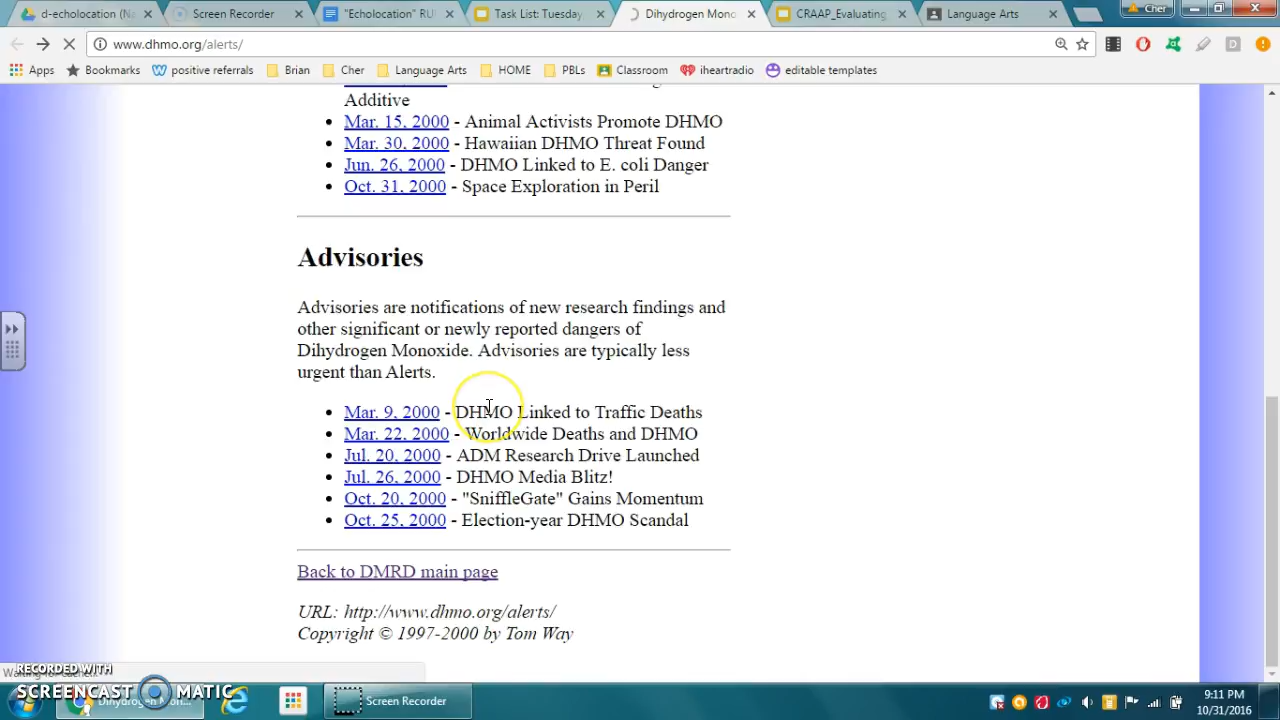 d-echolocation (N
Screen Recorder
"Echolocation" RU
Task List: Tuesday
Dihydrogen Mono
CRAAP_Evaluating
Language Arts
Cher
www.dhmo.org/alerts/
Apps
Bookmarks
positive referrals
Brian
Cher
Language Arts
HOME
PBLs
Classroom
iheartradio
editable templates
Additive
Mar. 15, 2000 - Animal Activists Promote DHMO
Mar. 30, 2000 - Hawaiian DHMO Threat Found
Jun. 26, 2000 - DHMO Linked to E. coli Danger
Oct. 31, 2000 - Space Exploration in Peril
Advisories
Advisories are notifications of new research findings and
other significant or newly reported dangers of
Dihydrogen Monoxide. Advisories are typically less
urgent than Alerts.
Mar. 9, 2000 - DHMO Linked to Traffic Deaths
Mar. 22, 2000 - Worldwide Deaths and DHMO
Jul. 20, 2000 - ADM Research Drive Launched
Jul. 26, 2000 - DHMO Media Blitz!
Oct. 20, 2000 - "SniffleGate" Gains Momentum
Oct. 25, 2000 - Election-year DHMO Scandal
Back to DMRD main page
URL: http://www.dhmo.org/alerts/
Copyright © 1997-2000 by Tom Way
Waiting for cache...
RECORDED WITH
SCREENCAST MATIC
Dihydrogen Mon...
Screen Recorder
9:11 PM
10/31/2016